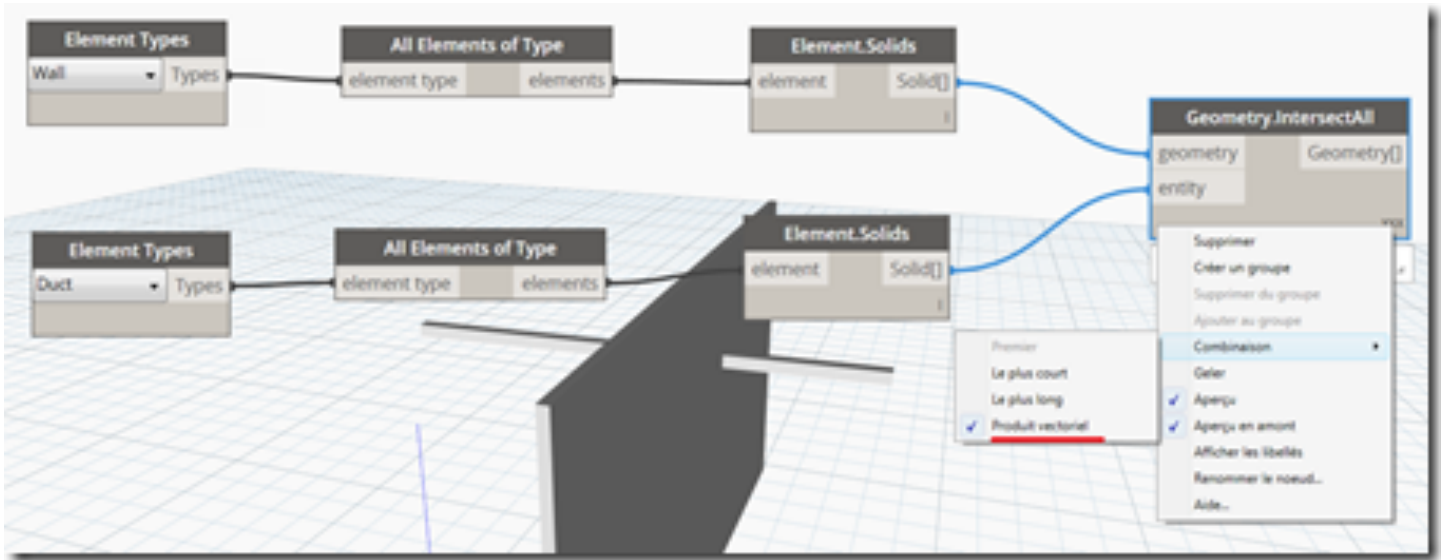 Element Types
Wall
Types
All Elements of Type
element type
elements
Element.Solids
element
Solid[]
Geometry.IntersectAll
geometry
Geometry[]
entity
Element Types
Duct
Types
All Elements of Type
element type
elements
Element.Solids
element
Solid[]
Supprimer
Créer un groupe
Supprimer du groupe
Ajouter au groupe
Combinaison
Geler
Aperçu
Aperçu en amont
Afficher les libellés
Renommer le noeud...
Aide...
Premier
Le plus court
Le plus long
Produit vectoriel